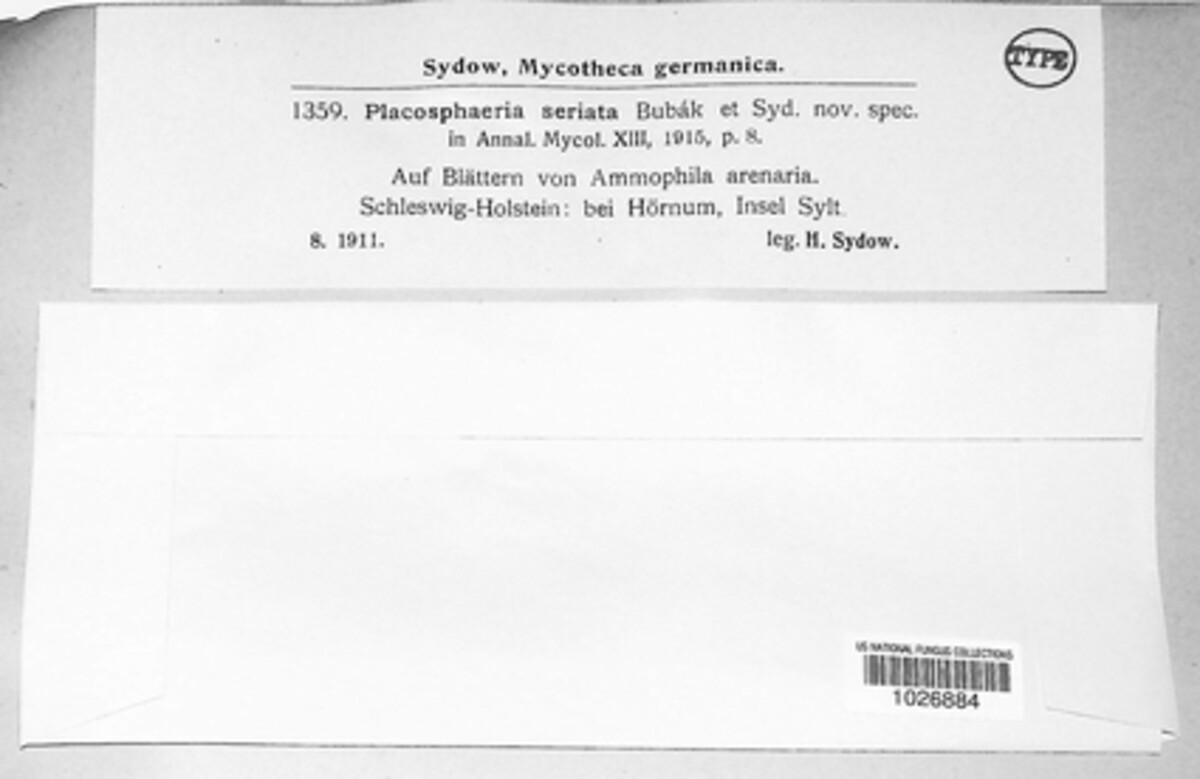 Sydow, Mycotheca germanica.
TYPE
1359. Placosphaeria seriata Bubák et Syd. nov. spec.
in Annal. Mycol. XIII, 1915, p. 8.
Auf Blättern von Ammophila arenaria.
Schleswig-Holstein: bei Hörnum, Insel Sylt.
8. 1911. leg. H. Sydow.
US NATIONAL FUNGUS COLLECTIONS
1026884